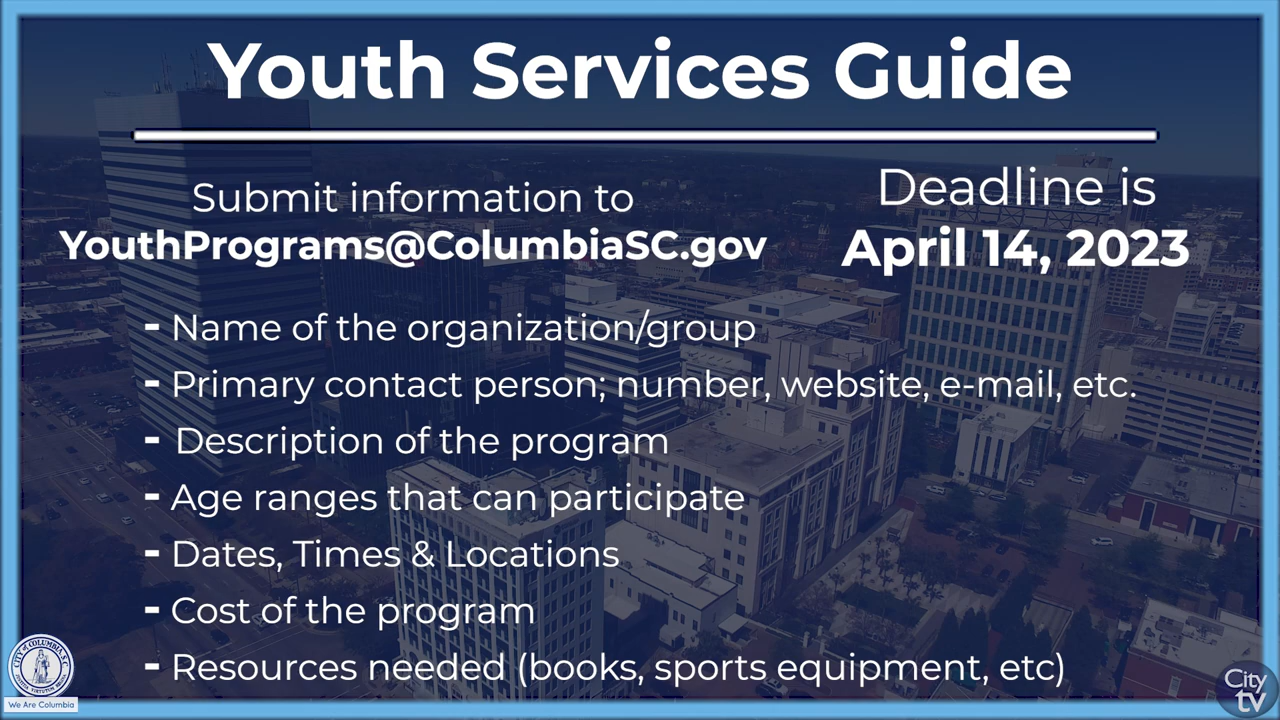 Youth Services Guide
Submit information to
YouthPrograms@ColumbiaSC.gov
Deadline is
April 14, 2023
- Name of the organization/group
- Primary contact person; number, website, e-mail, etc.
- Description of the program
- Age ranges that can participate
- Dates, Times & Locations
- Cost of the program
- Resources needed (books, sports equipment, etc)
We Are Columbia
City
tv